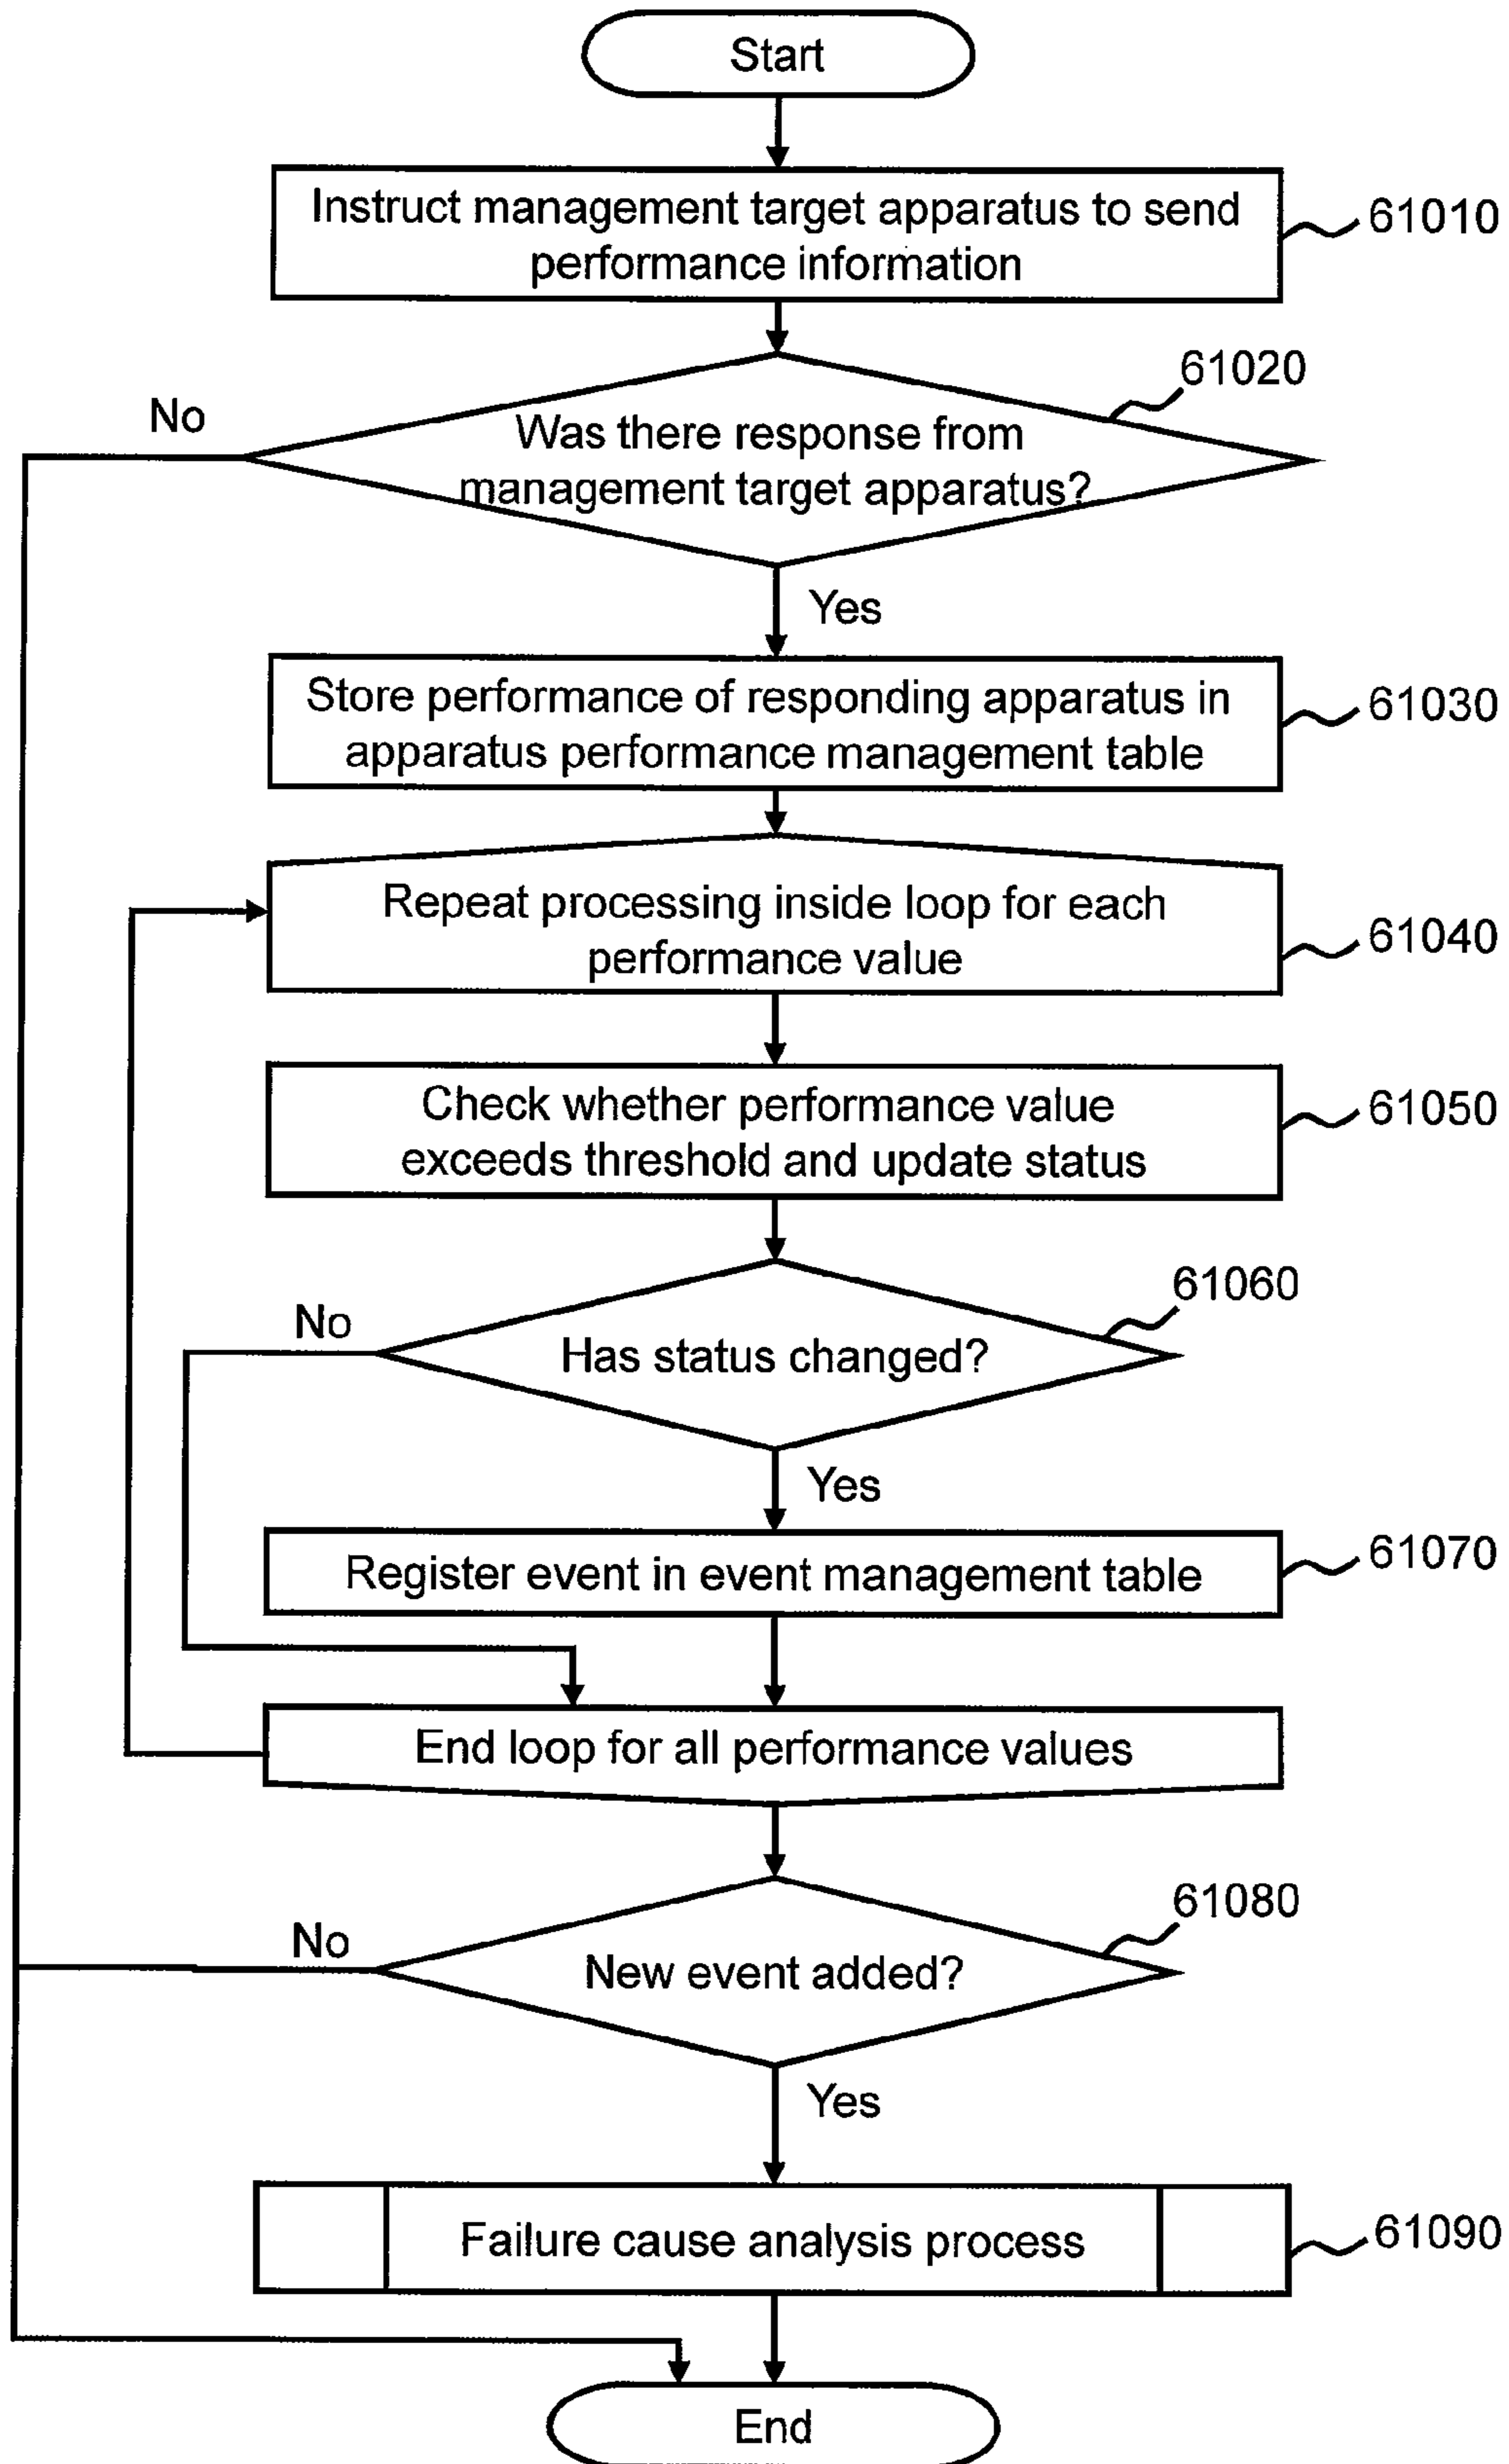 Start
Instruct management target apparatus to send
performance information
61010
61020
No
Was there response from
management target apparatus?
Yes
Store performance of responding apparatus in
apparatus performance management table
61030
Repeat processing inside loop for each
performance value
61040
Check whether performance value
exceeds threshold and update status
61050
61060
No
Has status changed?
Yes
Register event in event management table
61070
End loop for all performance values
61080
No
New event added?
Yes
Failure cause analysis process
61090
End